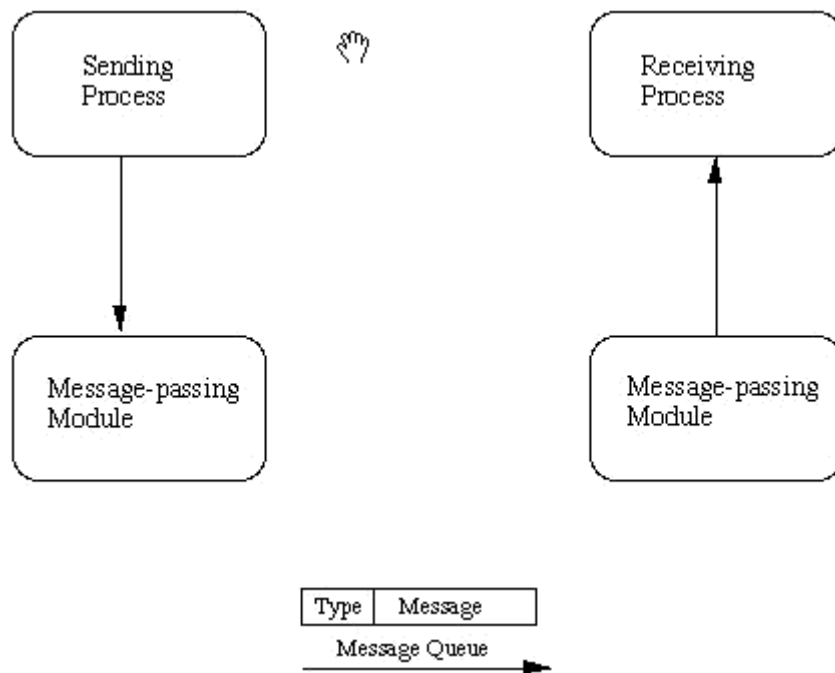 Sending
Process
Receiving
Process
Message-passing
Module
Message-passing
Module
Type Message
Message Queue